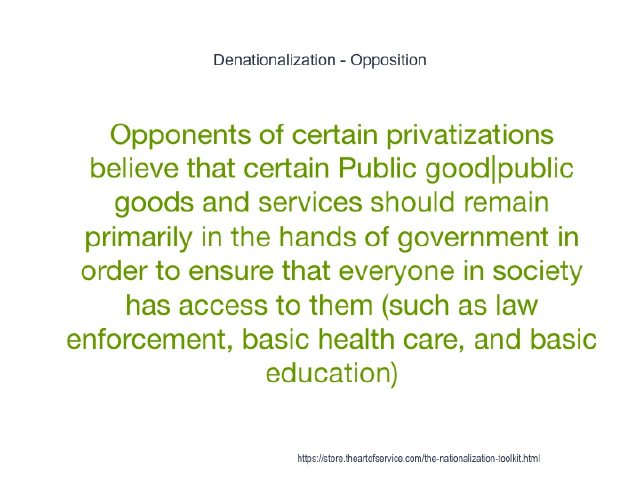 Denationalization - Opposition
Opponents of certain privatizations
believe that certain Public good|public
goods and services should remain
primarily in the hands of government in
order to ensure that everyone in society
has access to them (such as law
enforcement, basic health care, and basic
education)
https://store.theartofservice.com/the-nationalization-toolkit.html